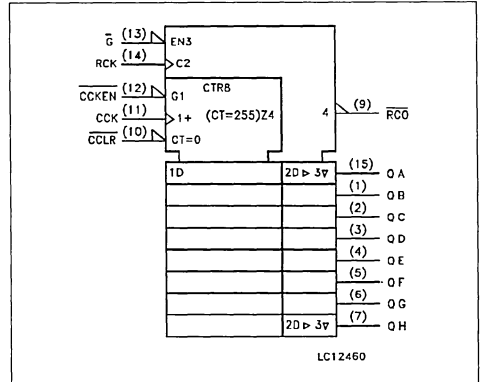 G (13) EN3
RCK (14) C2
CCKEN (12) G1 CTR8
CCK (11) 1+ (CT=255)Z4 4 (9) RCO
CCLR (10) CT=0
1D 2D ▷ 3▽ (15) QA
(1) QB
(2) QC
(3) QD
(4) QE
(5) QF
(6) QG
2D ▷ 3▽ (7) QH
LC12460